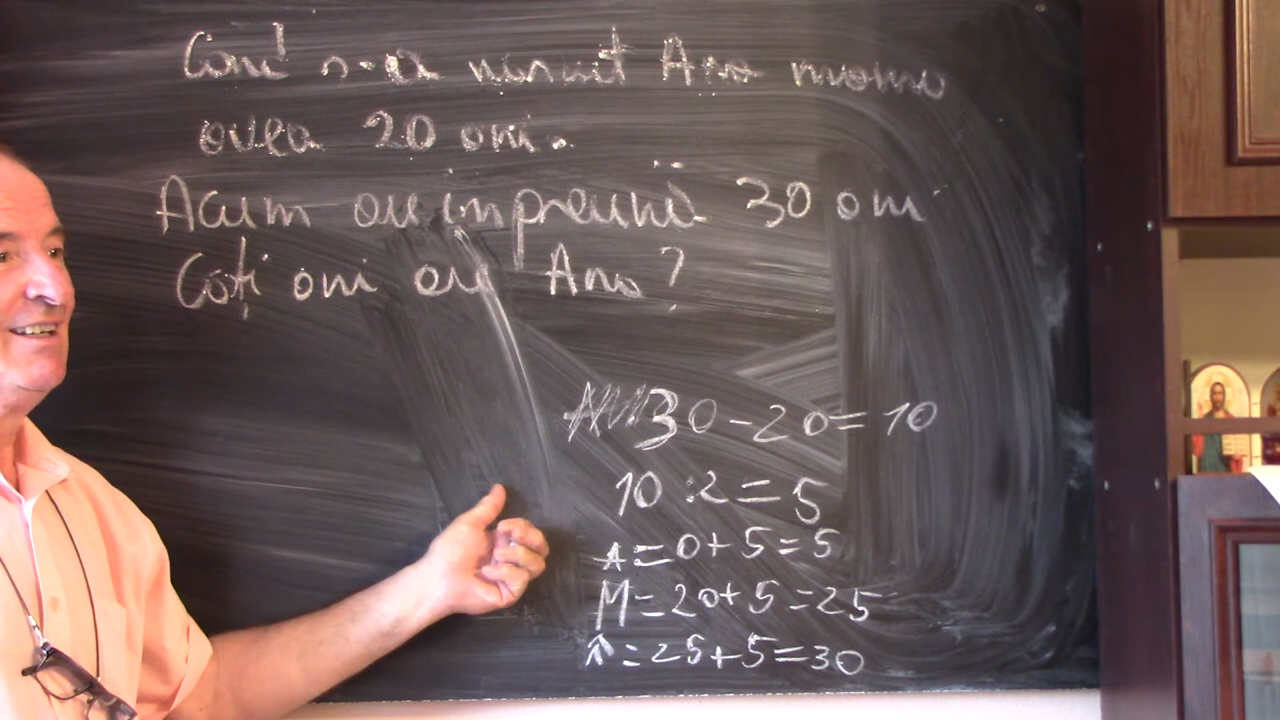 Când s-a născut Ana mama
avea 20 ani.
Acum au împreună 30 ani
Câți ani are Ana?
30-20=10
10:2=5
A=0+5=5
M=20+5=25
Î=25+5=30